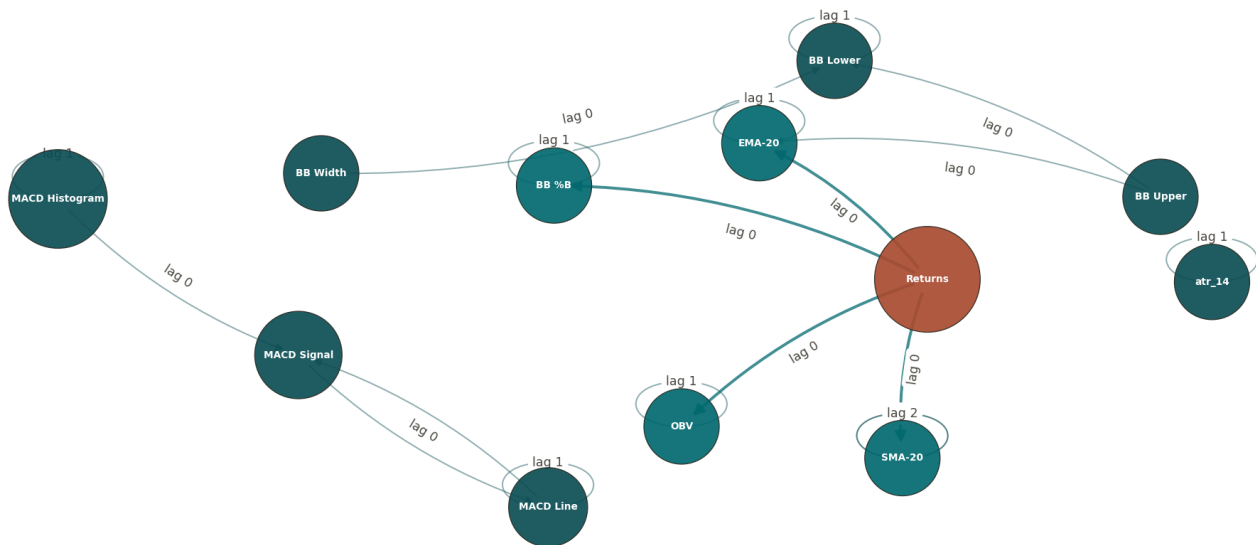 lag 1
BB Lower
lag 1
lag 0
EMA-20
lag 1
lag 0
lag 1
MACD Histogram
BB Width
BB %B
lag 0
BB Upper
lag 0
lag 0
lag 1
atr_14
Returns
lag 0
MACD Signal
lag 0
lag 0
lag 1
OBV
lag 2
SMA-20
lag 0
lag 1
MACD Line